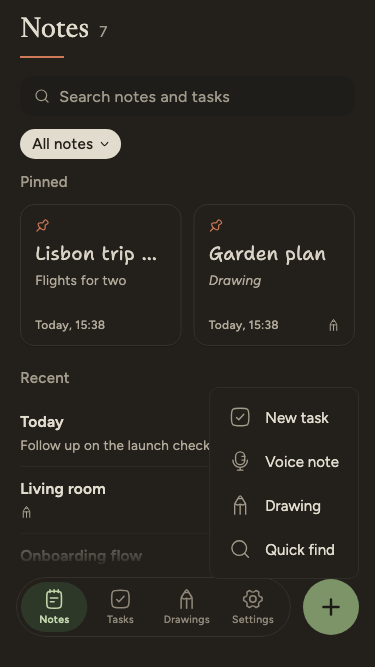 Notes 7
Search notes and tasks
All notes
Pinned
Lisbon trip ...
Flights for two
Today, 15:38
Garden plan
Drawing
Today, 15:38
Recent
Today
Follow up on the launch check
Living room
Onboarding flow
New task
Voice note
Drawing
Quick find
Notes
Tasks
Drawings
Settings